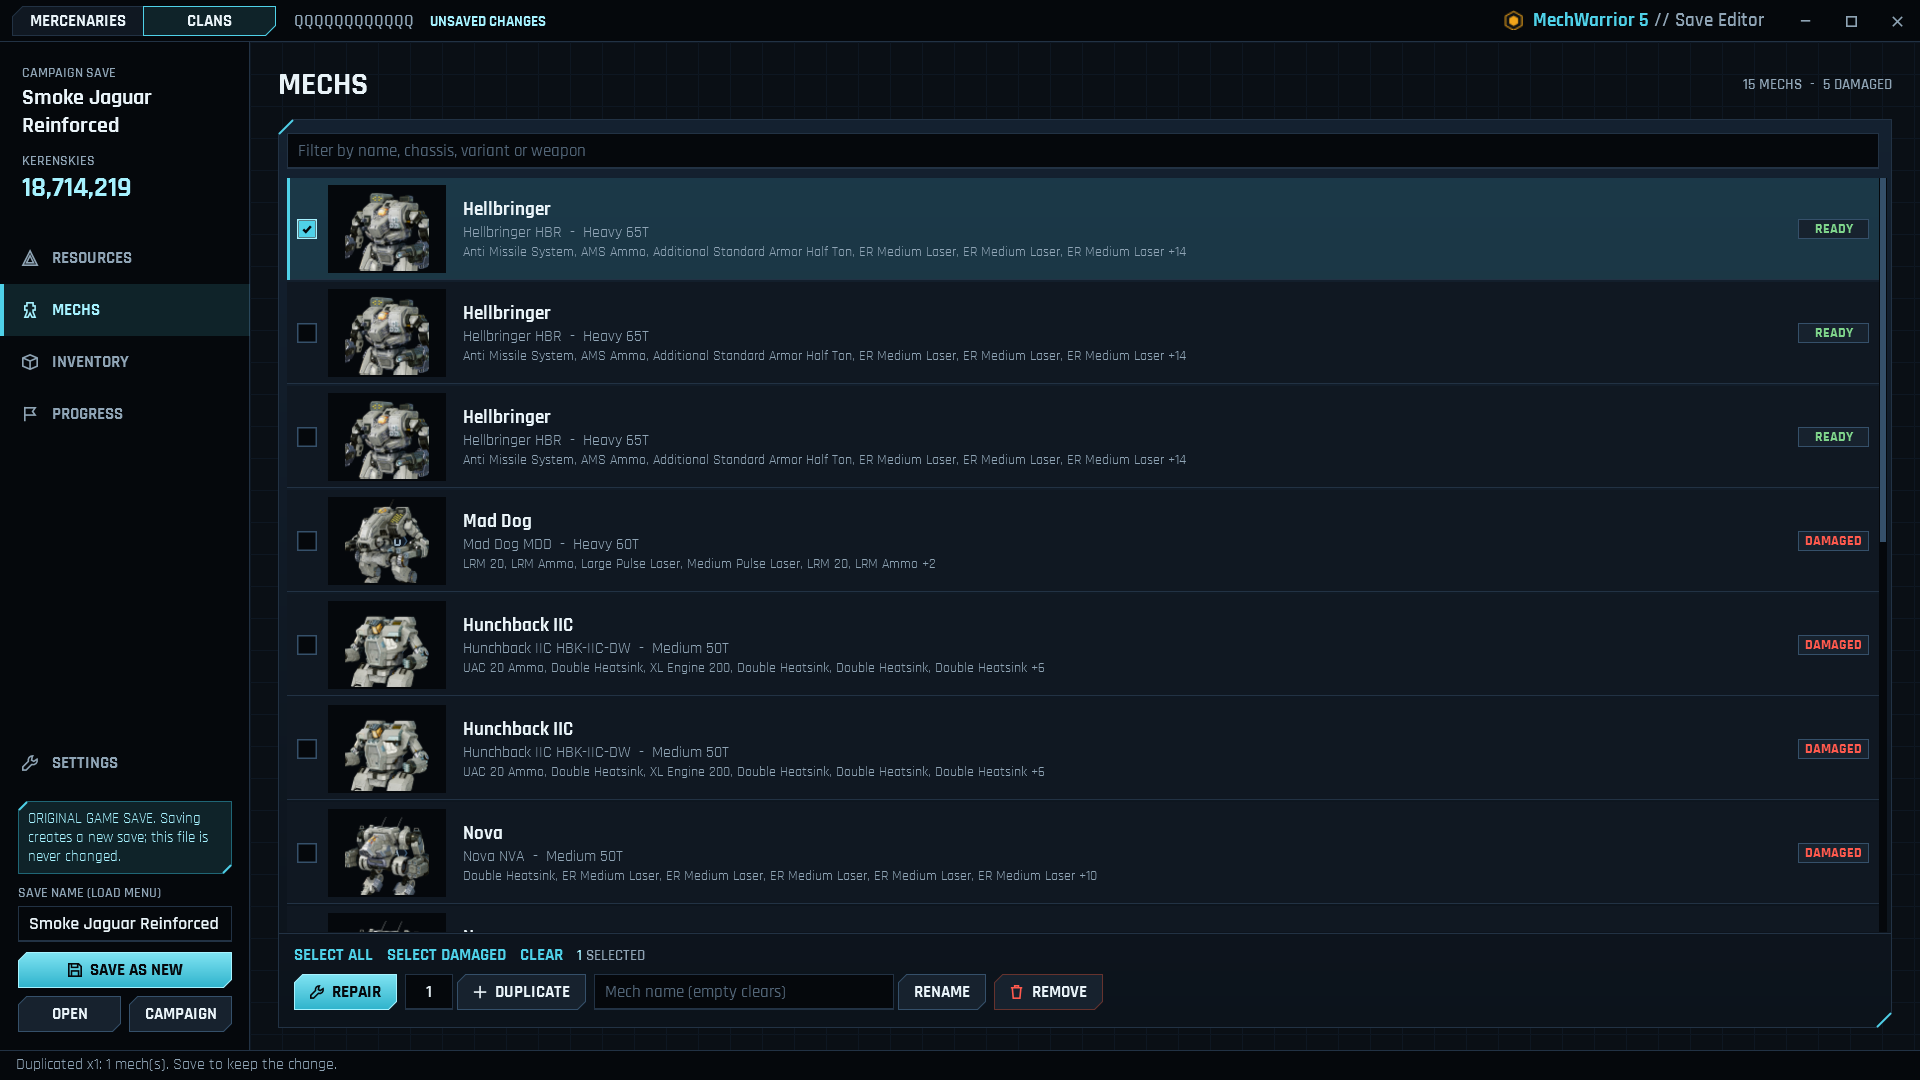 MERCENARIES CLANS QQQQQQQQQQQQ UNSAVED CHANGES MechWarrior 5 // Save Editor
CAMPAIGN SAVE
Smoke Jaguar
Reinforced
KERENSKIES
18,714,219
RESOURCES
MECHS
INVENTORY
PROGRESS
SETTINGS
ORIGINAL GAME SAVE. Saving
creates a new save; this file is
never changed.
SAVE NAME (LOAD MENU)
Smoke Jaguar Reinforced
SAVE AS NEW
OPEN CAMPAIGN
MECHS 15 MECHS - 5 DAMAGED
Filter by name, chassis, variant or weapon
Hellbringer
Hellbringer HBR - Heavy 65T
Anti Missile System, AMS Ammo, Additional Standard Armor Half Ton, ER Medium Laser, ER Medium Laser, ER Medium Laser +14
READY
Hellbringer
Hellbringer HBR - Heavy 65T
Anti Missile System, AMS Ammo, Additional Standard Armor Half Ton, ER Medium Laser, ER Medium Laser, ER Medium Laser +14
READY
Hellbringer
Hellbringer HBR - Heavy 65T
Anti Missile System, AMS Ammo, Additional Standard Armor Half Ton, ER Medium Laser, ER Medium Laser, ER Medium Laser +14
READY
Mad Dog
Mad Dog MDD - Heavy 60T
LRM 20, LRM Ammo, Large Pulse Laser, Medium Pulse Laser, LRM 20, LRM Ammo +2
DAMAGED
Hunchback IIC
Hunchback IIC HBK-IIC-DW - Medium 50T
UAC 20 Ammo, Double Heatsink, XL Engine 200, Double Heatsink, Double Heatsink, Double Heatsink +6
DAMAGED
Hunchback IIC
Hunchback IIC HBK-IIC-DW - Medium 50T
UAC 20 Ammo, Double Heatsink, XL Engine 200, Double Heatsink, Double Heatsink, Double Heatsink +6
DAMAGED
Nova
Nova NVA - Medium 50T
Double Heatsink, ER Medium Laser, ER Medium Laser, ER Medium Laser, ER Medium Laser, ER Medium Laser +10
DAMAGED
SELECT ALL SELECT DAMAGED CLEAR 1 SELECTED
REPAIR 1 DUPLICATE Mech name (empty clears) RENAME REMOVE
Duplicated x1: 1 mech(s). Save to keep the change.